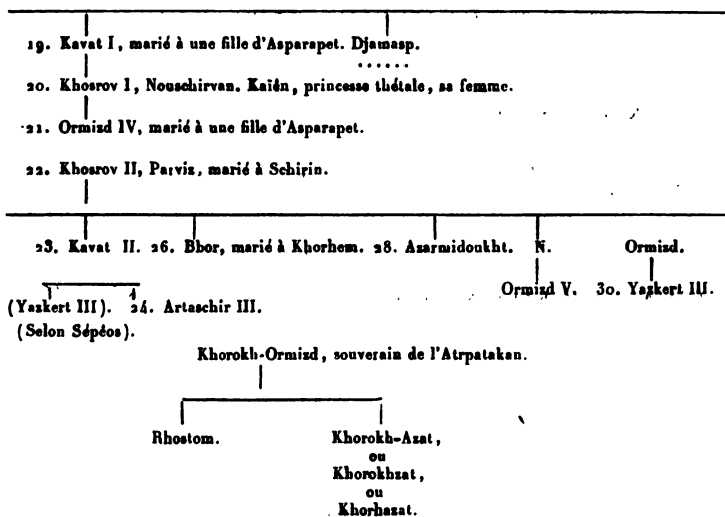 19. Kavat I, marié à une fille d'Asparapet. Djamasp.
20. Khosrov I, Nouschirvan. Kaïén, princesse thétale, sa femme.
21. Ormizd IV, marié à une fille d'Asparapet.
22. Khosrov II, Parviz, marié à Schirin.
23. Kavat II. 26. Bbor, marié à Khorhem. 28. Azarmidoukht. N. Ormizd.
Ormizd V. 30. Yazkert III.
(Yazkert III). 24. Artaschir III.
(Selon Sépéos).
Khorokh-Ormizd, souverain de l'Atrpatakan.
Rhostom. Khorokh-Azat,
ou
Khorokhzat,
ou
Khorhazat.